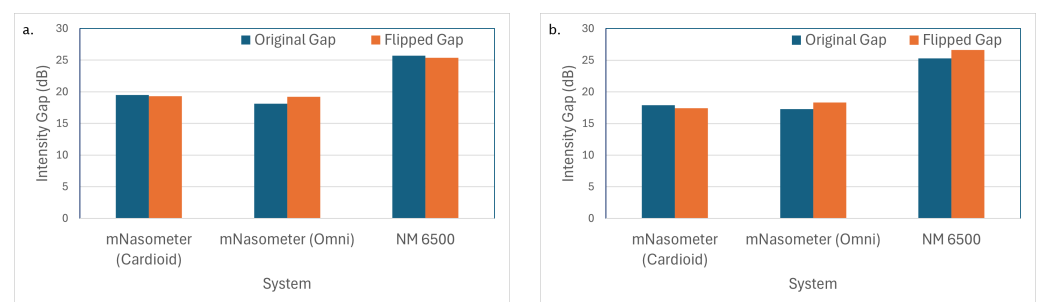 a.
30
Original Gap
Flipped Gap
25
20
15
10
5
0
Intensity Gap (dB)
mNasometer
(Cardioid)
mNasometer (Omni)
NM 6500
System
b.
30
Original Gap
Flipped Gap
25
20
15
10
5
0
Intensity Gap (dB)
mNasometer
(Cardioid)
mNasometer (Omni)
NM 6500
System